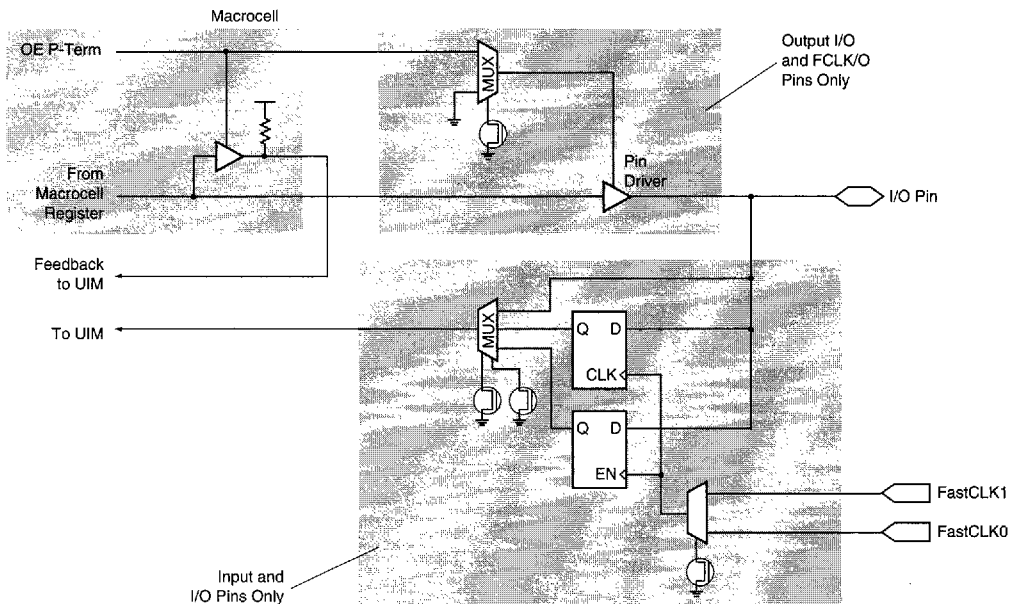 Macrocell
OE P-Term
MUX
Output I/O
and FCLK/O
Pins Only
Pin
Driver
From
Macrocell
Register
I/O Pin
Feedback
to UIM
To UIM
MUX
Q D
CLK
Q D
EN
FastCLK1
FastCLK0
Input and
I/O Pins Only